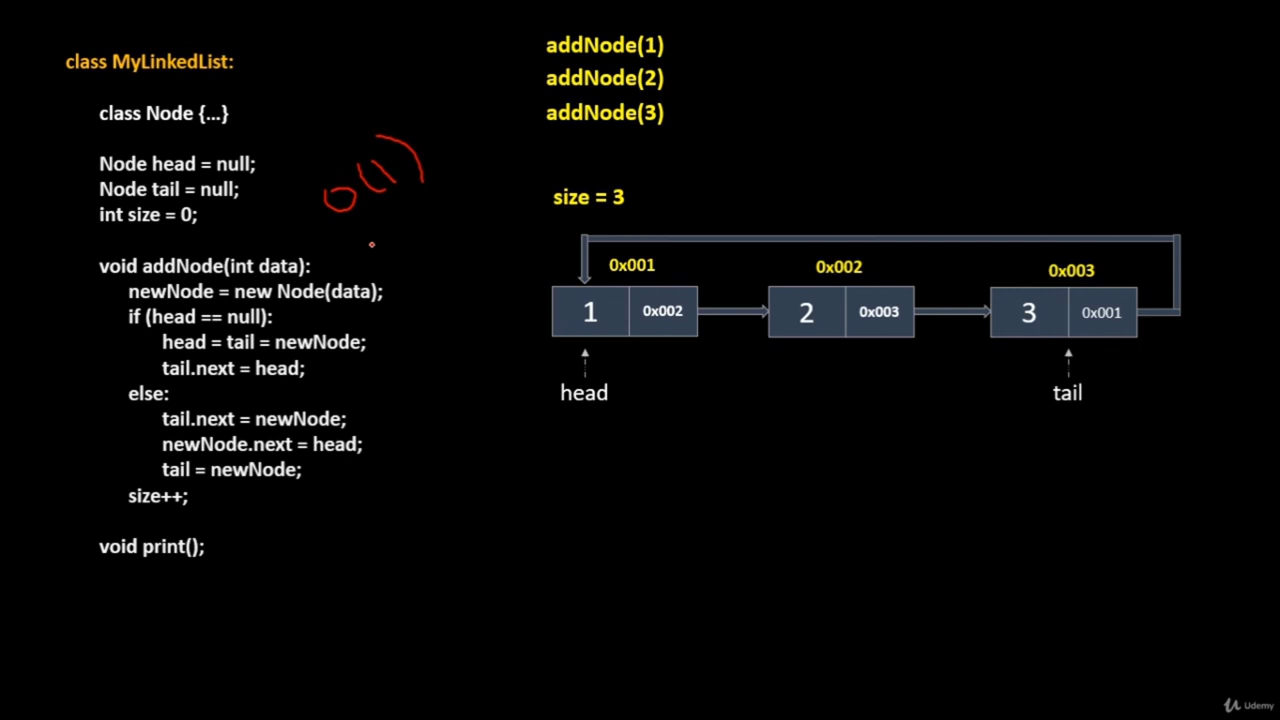 class MyLinkedList:
class Node {...}
Node head = null;
Node tail = null;
int size = 0;
void addNode(int data):
newNode = new Node(data);
if (head == null):
head = tail = newNode;
tail.next = head;
else:
tail.next = newNode;
newNode.next = head;
tail = newNode;
size++;
void print();
O(1)
addNode(1)
addNode(2)
addNode(3)
size = 3
0x001 0x002 0x003
1 0x002 2 0x003 3 0x001
head tail
Udemy